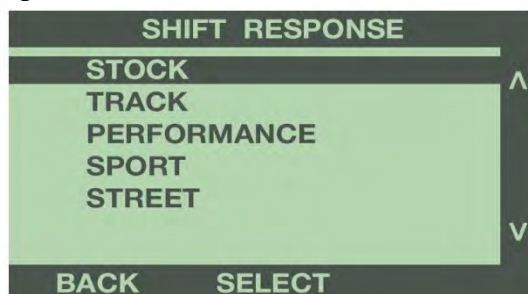 SHIFT RESPONSE
STOCK
TRACK
PERFORMANCE
SPORT
STREET
BACK SELECT